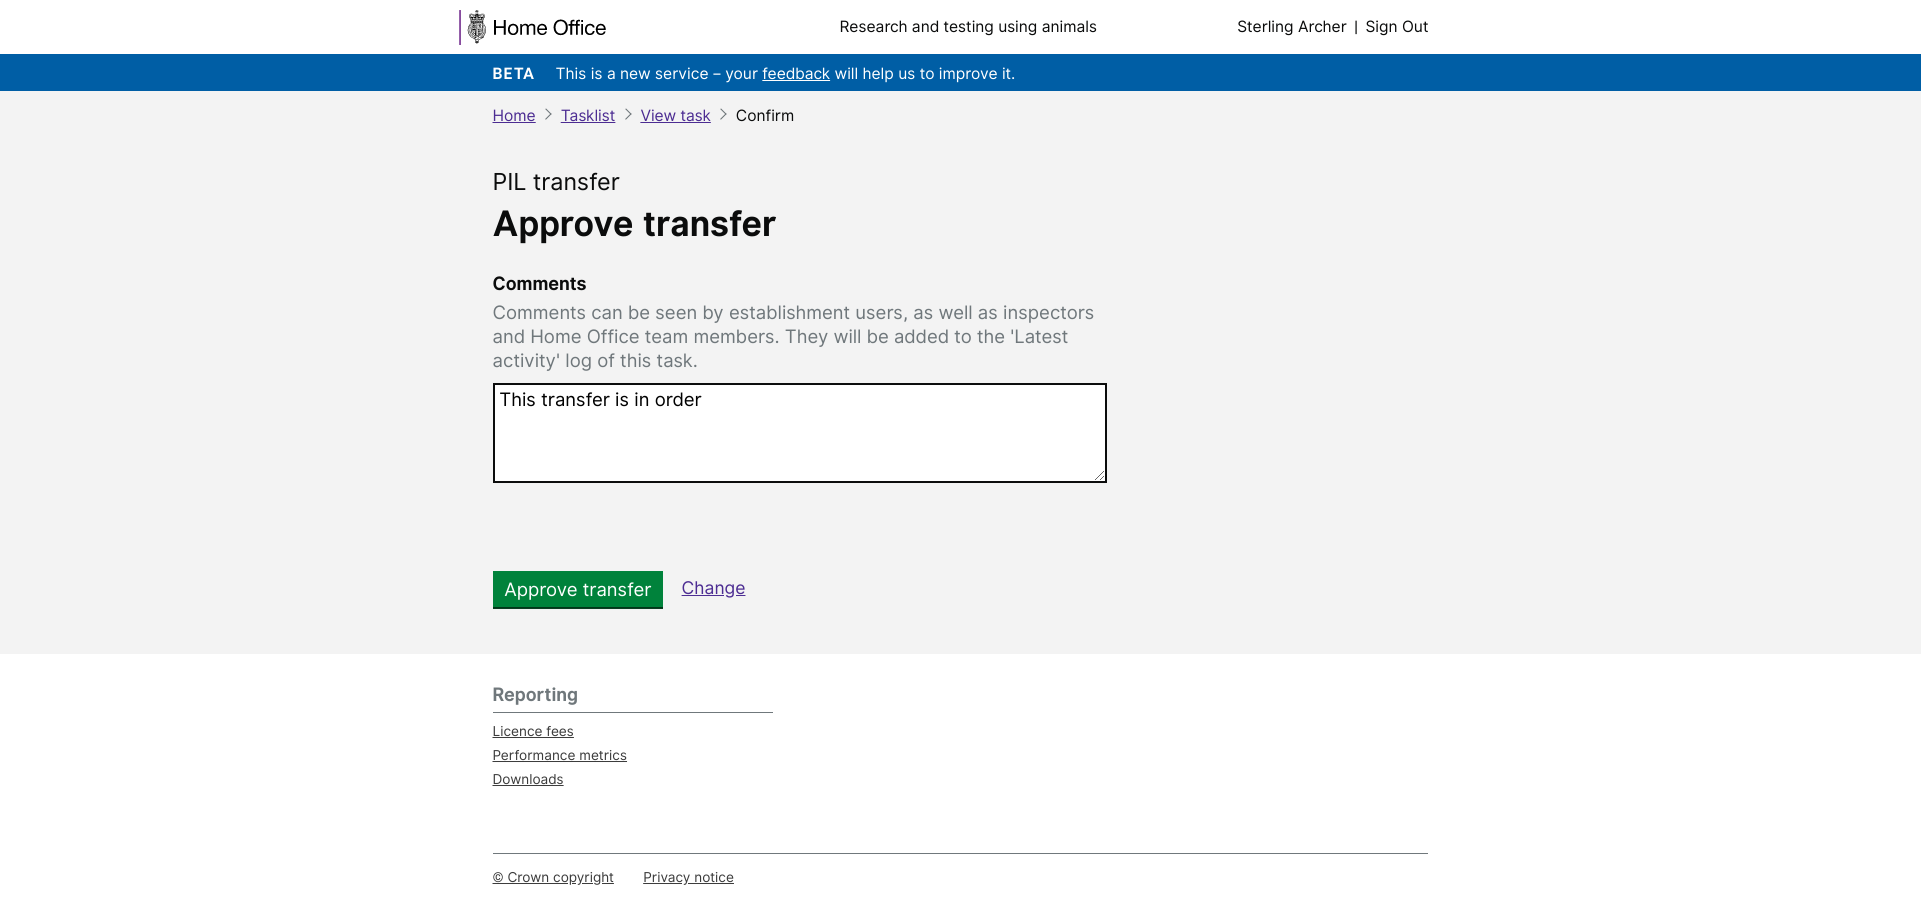 Home Office
Research and testing using animals
Sterling Archer | Sign Out
BETA This is a new service – your feedback will help us to improve it.
Home > Tasklist > View task > Confirm
PIL transfer
Approve transfer
Comments
Comments can be seen by establishment users, as well as inspectors
and Home Office team members. They will be added to the 'Latest
activity' log of this task.
This transfer is in order
Approve transfer Change
Reporting
Licence fees
Performance metrics
Downloads
© Crown copyright Privacy notice